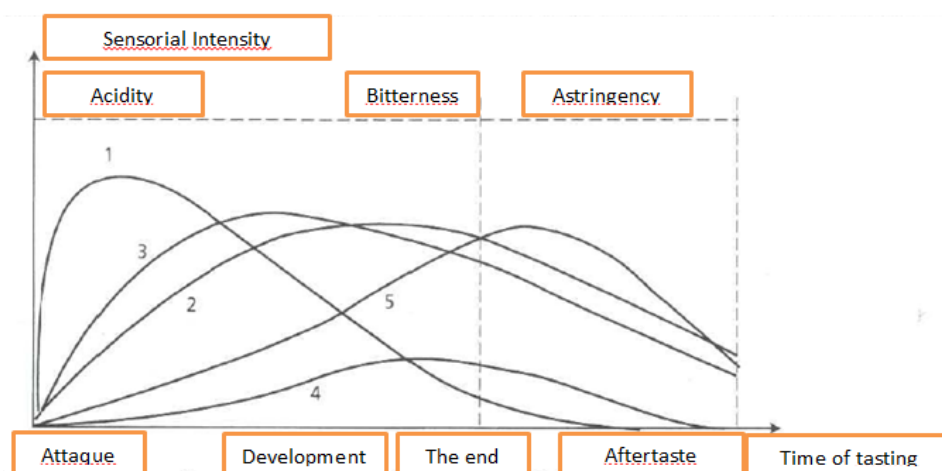 Sensorial Intensity
Acidity
Bitterness
Astringency
1
3
2
5
4
Attaque
Development
The end
Aftertaste
Time of tasting